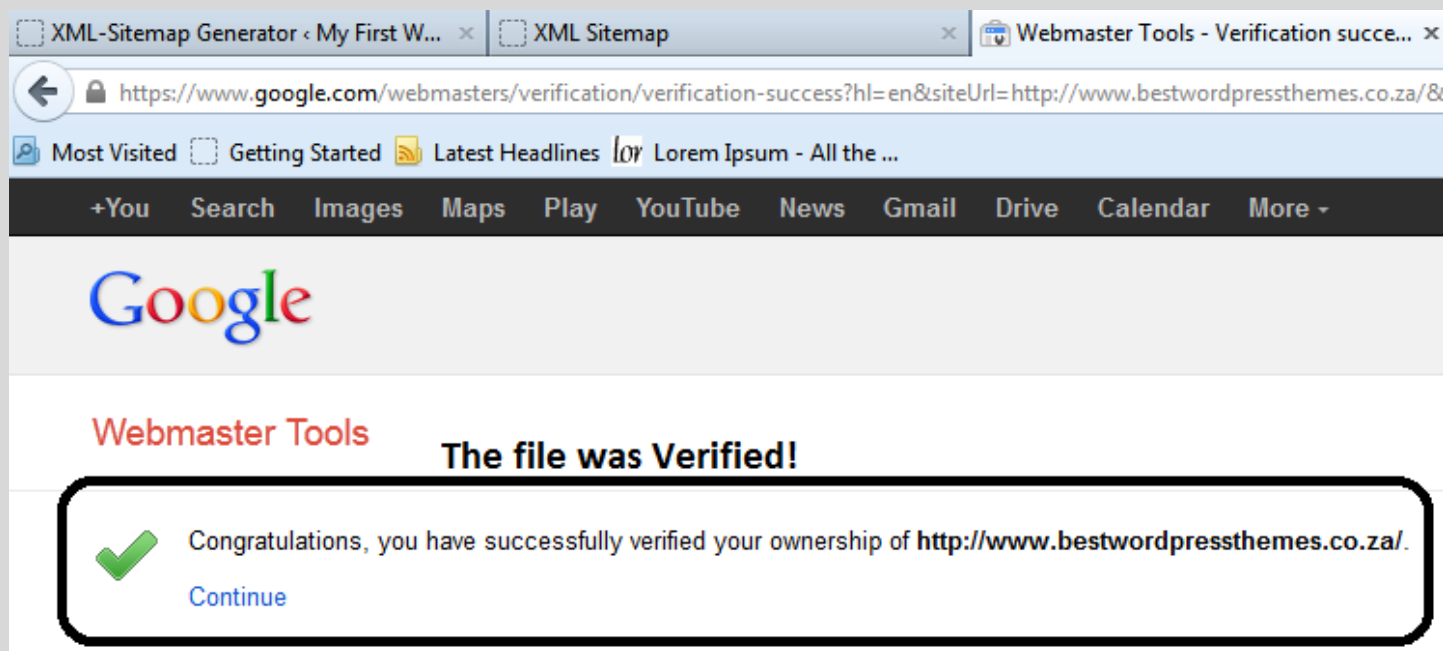 XML-Sitemap Generator ‹ My First W... × XML Sitemap × Webmaster Tools - Verification succe... ×
https://www.google.com/webmasters/verification/verification-success?hl=en&siteUrl=http://www.bestwordpressthemes.co.za/&
Most Visited Getting Started Latest Headlines lor Lorem Ipsum - All the ...
+You Search Images Maps Play YouTube News Gmail Drive Calendar More
Google
Webmaster Tools
The file was Verified!
Congratulations, you have successfully verified your ownership of http://www.bestwordpressthemes.co.za/.
Continue